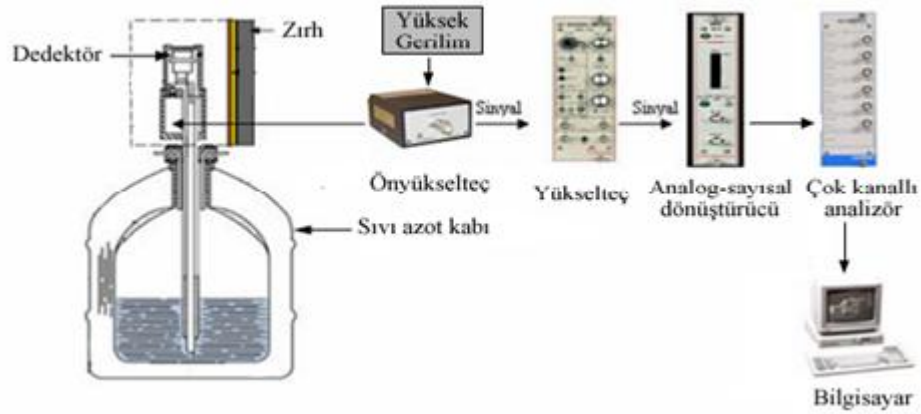 Yüksek
Gerilim
Zırh
Dedektör
Sinyal
Sinyal
Önyükselteç
Yükselteç
Analog-sayısal
dönüştürücü
Çok kanallı
analizör
Sıvı azot kabı
Bilgisayar